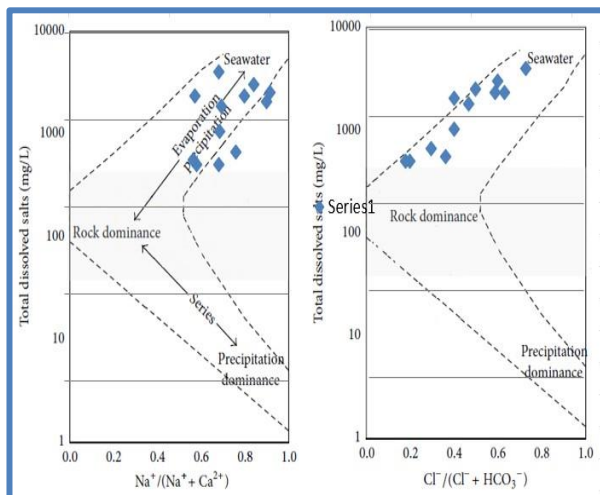 10000
1000
100
10
1
Total dissolved salts (mg/L)
Seawater
Evaporation
precipitation
Rock dominance
Series
Precipitation
dominance
0.0 0.2 0.4 0.6 0.8 1.0
Na⁺/(Na⁺ + Ca²⁺)
10000
1000
100
10
1
Total dissolved salts (mg/L)
Seawater
Series1
Rock dominance
Precipitation
dominance
0.0 0.2 0.4 0.6 0.8 1.0
Cl⁻/(Cl⁻ + HCO₃⁻)